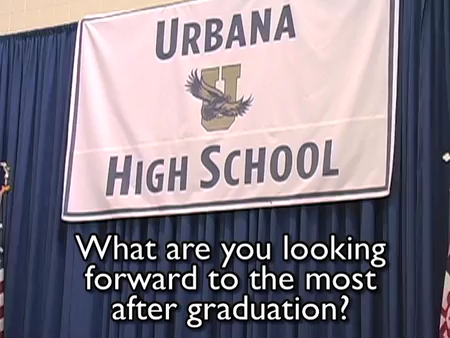 URBANA
U
HIGH SCHOOL
What are you looking
forward to the most
after graduation?